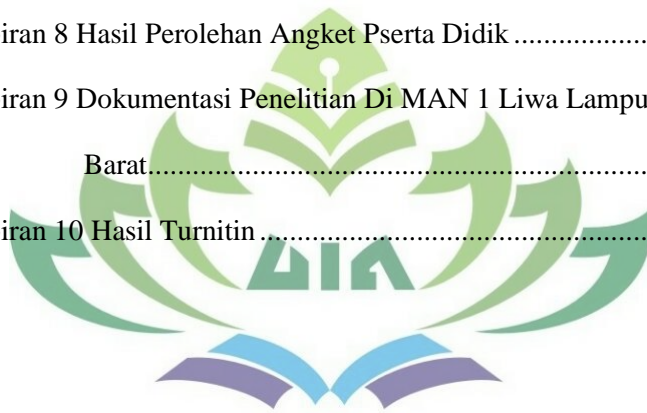 iran 8 Hasil Perolehan Angket Pserta Didik ..................
iran 9 Dokumentasi Penelitian Di MAN 1 Liwa Lampu
Barat....................................................................
iran 10 Hasil Turnitin ....................................................
UIN